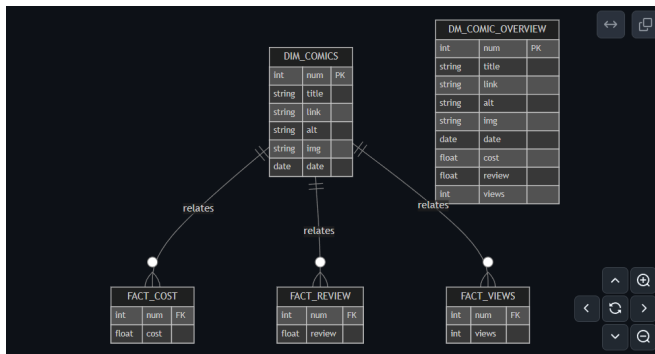 DIM_COMICS
int num PK
string title
string link
string alt
string img
date date
DM_COMIC_OVERVIEW
int num PK
string title
string link
string alt
string img
date date
float cost
float review
int views
relates
relates
relates
FACT_COST
int num FK
float cost
FACT_REVIEW
int num FK
float review
FACT_VIEWS
int num FK
int views